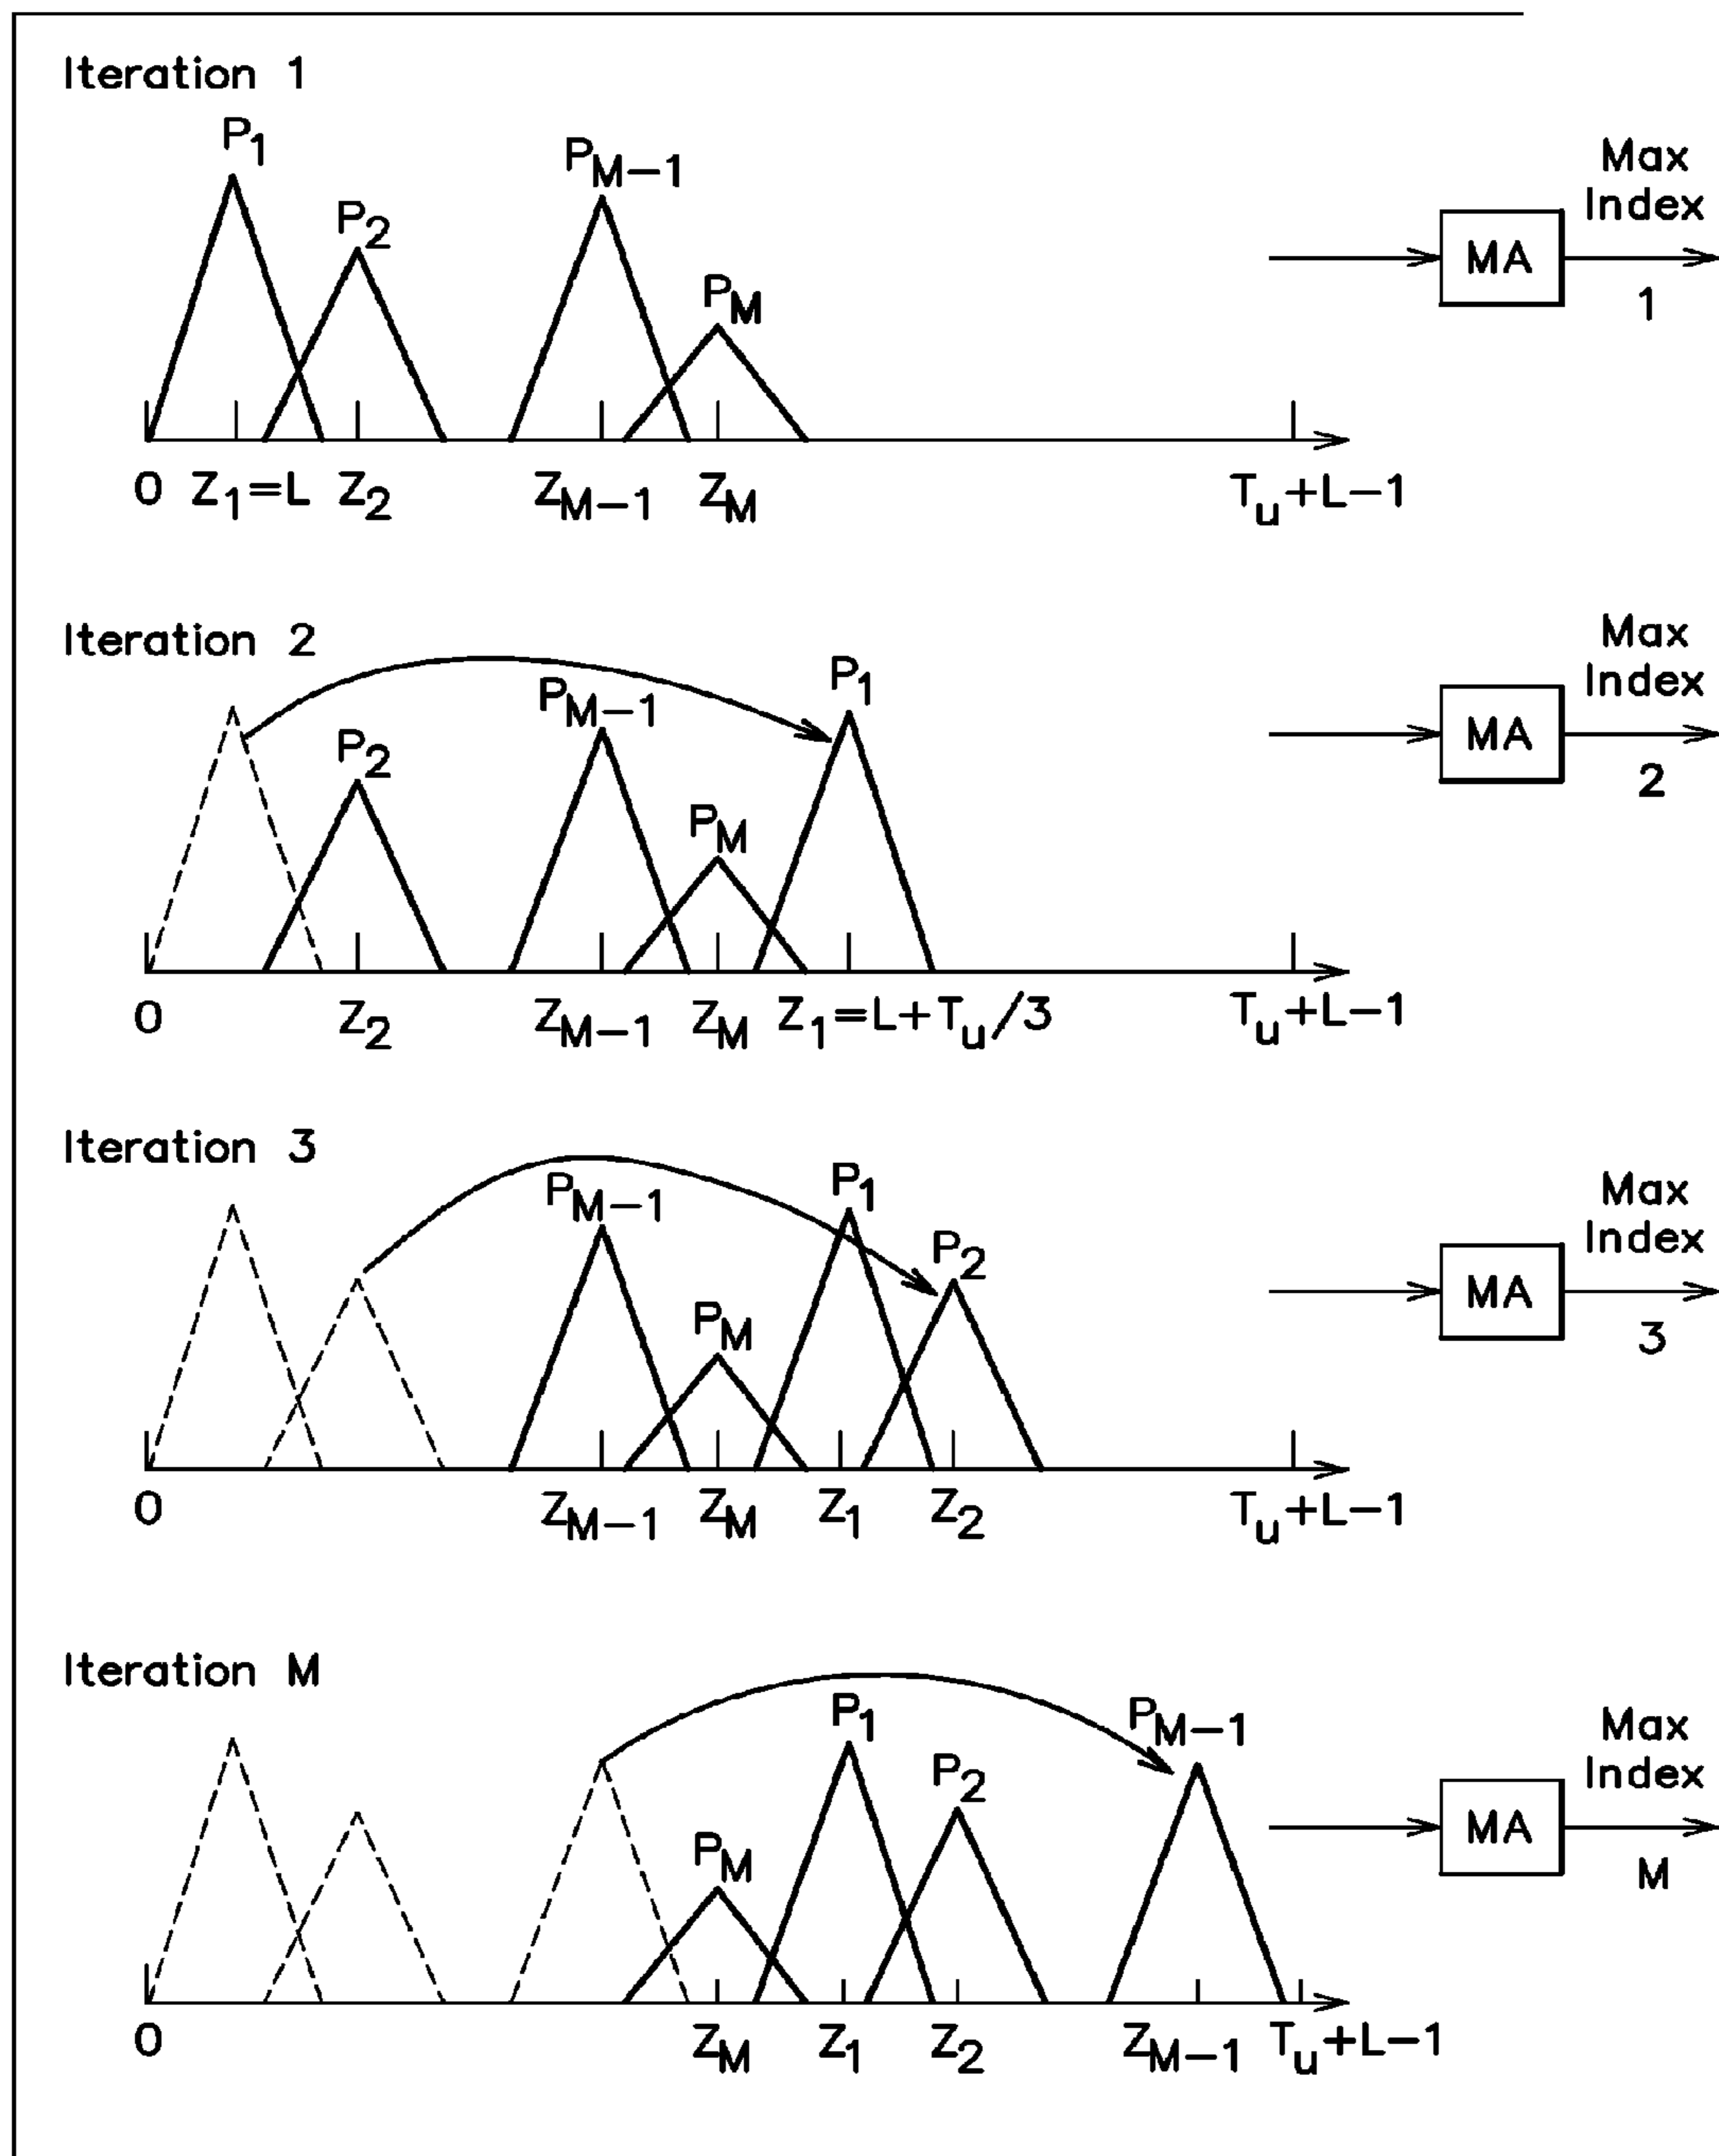 Iteration 1
P1 P2 PM−1 PM
Max
Index
MA
1
0 Z1=L Z2 ZM−1 ZM Tu+L−1
Iteration 2
P2 PM−1 PM P1
Max
Index
MA
2
0 Z2 ZM−1 ZM Z1=L+Tu/3 Tu+L−1
Iteration 3
PM−1 PM P1 P2
Max
Index
MA
3
0 ZM−1 ZM Z1 Z2 Tu+L−1
Iteration M
PM P1 P2 PM−1
Max
Index
MA
M
0 ZM Z1 Z2 ZM−1 Tu+L−1